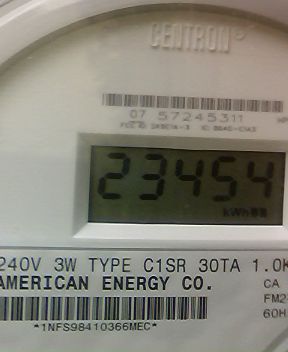 CENTRON®
07 57245311
23454
kWh
240V 3W TYPE C1SR 30TA 1.0K
AMERICAN ENERGY CO.
CA
FM2
60H
*1NFS98410366MEC*